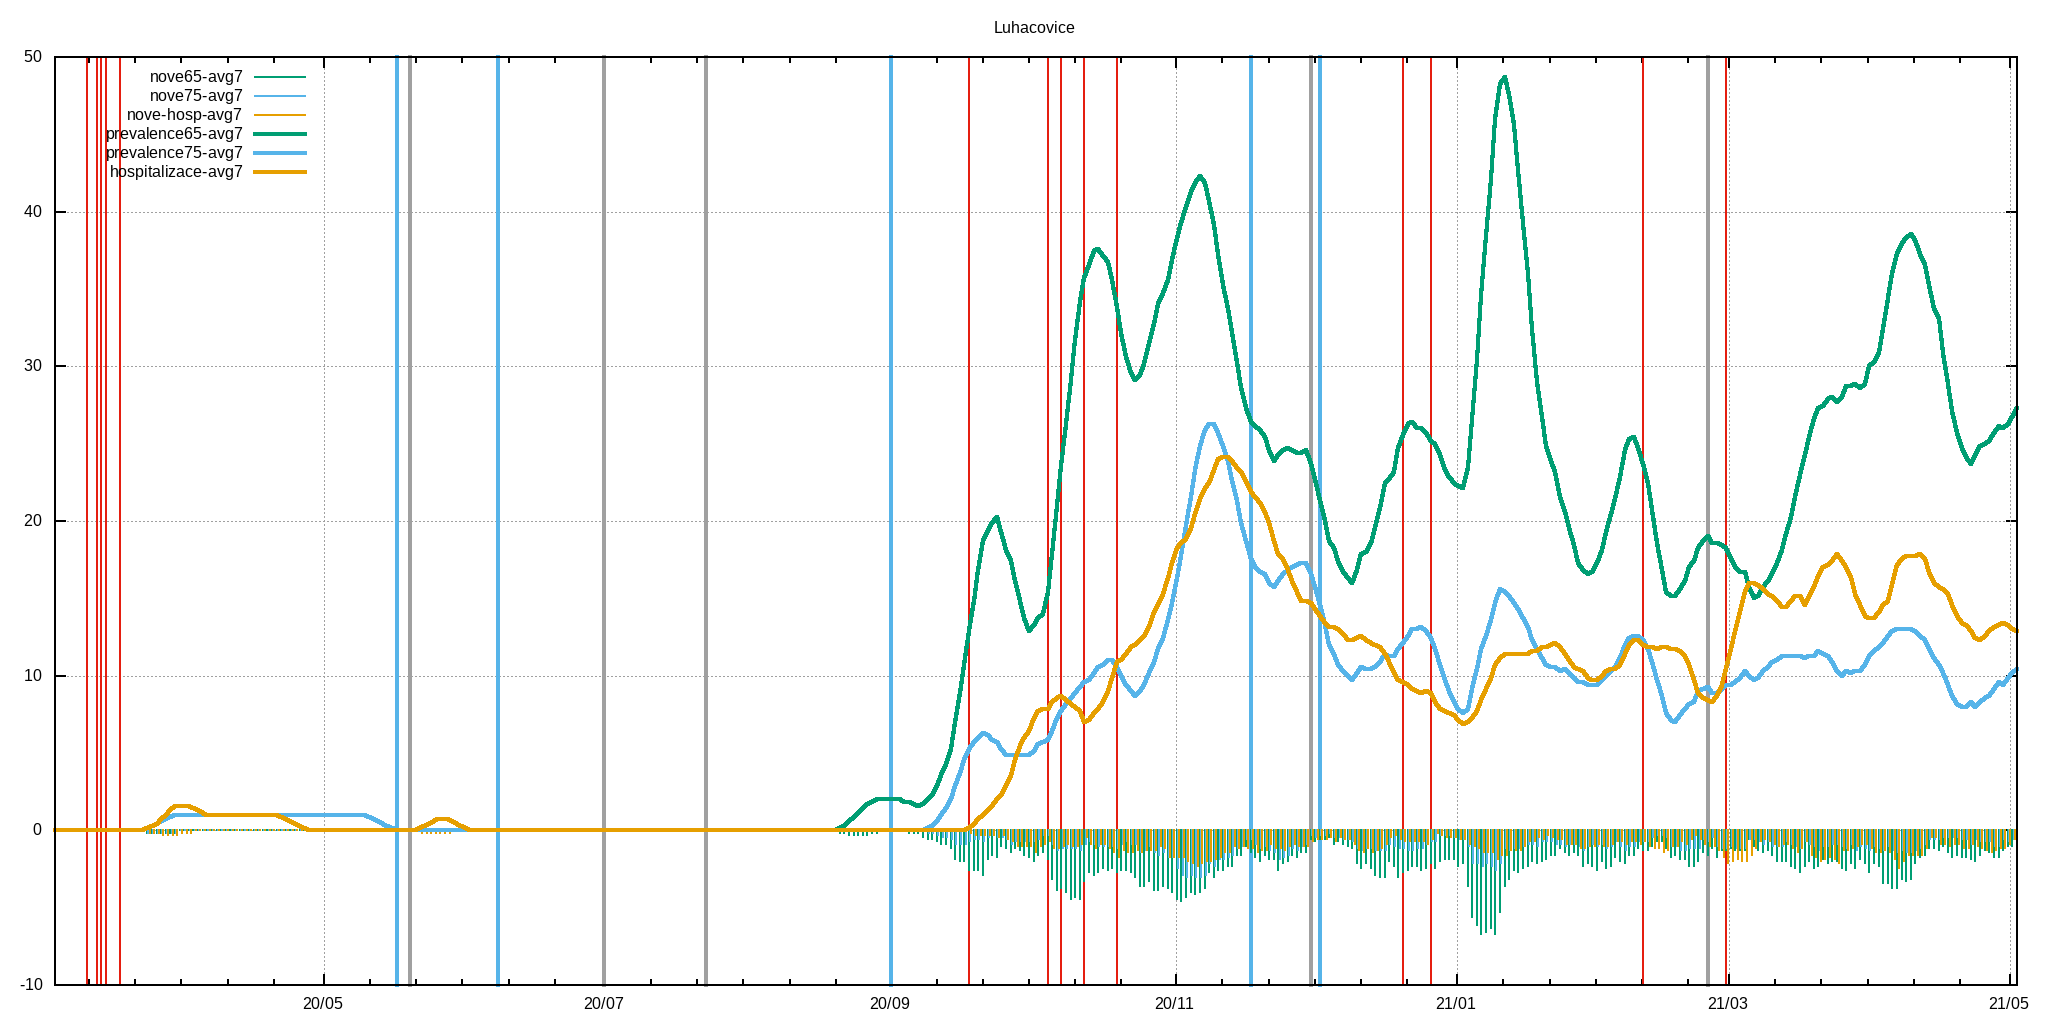 Luhacovice
50
nove65-avg7
nove75-avg7
nove-hosp-avg7
prevalence65-avg7
prevalence75-avg7
hospitalizace-avg7
40
30
20
10
0
-10
20/05 20/07 20/09 20/11 21/01 21/03 21/05